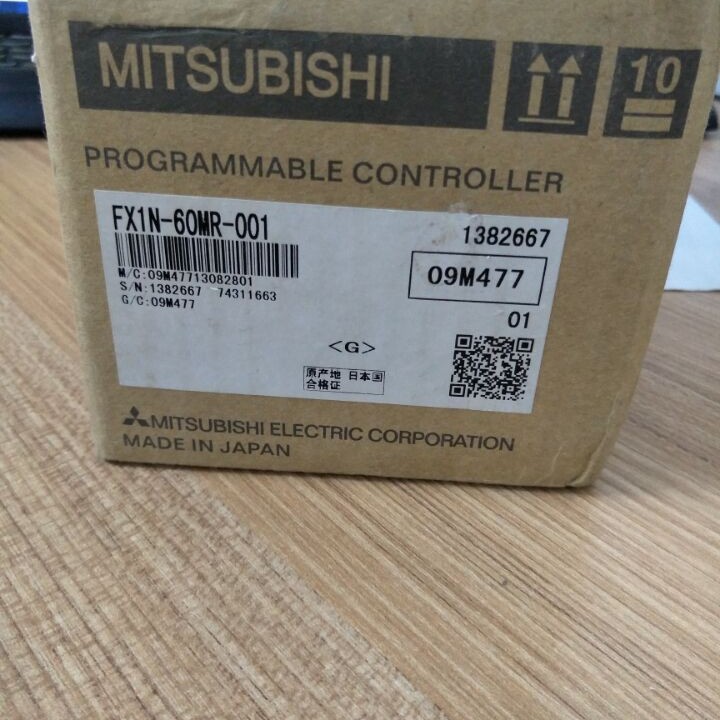 MITSUBISHI
10
PROGRAMMABLE CONTROLLER
FX1N-60MR-001
1382667
M/C:09M47713082801
S/N:1382667 74311663
G/C:09M477
09M477
01
<G>
原产地 日本国
合格证
MITSUBISHI ELECTRIC CORPORATION
MADE IN JAPAN